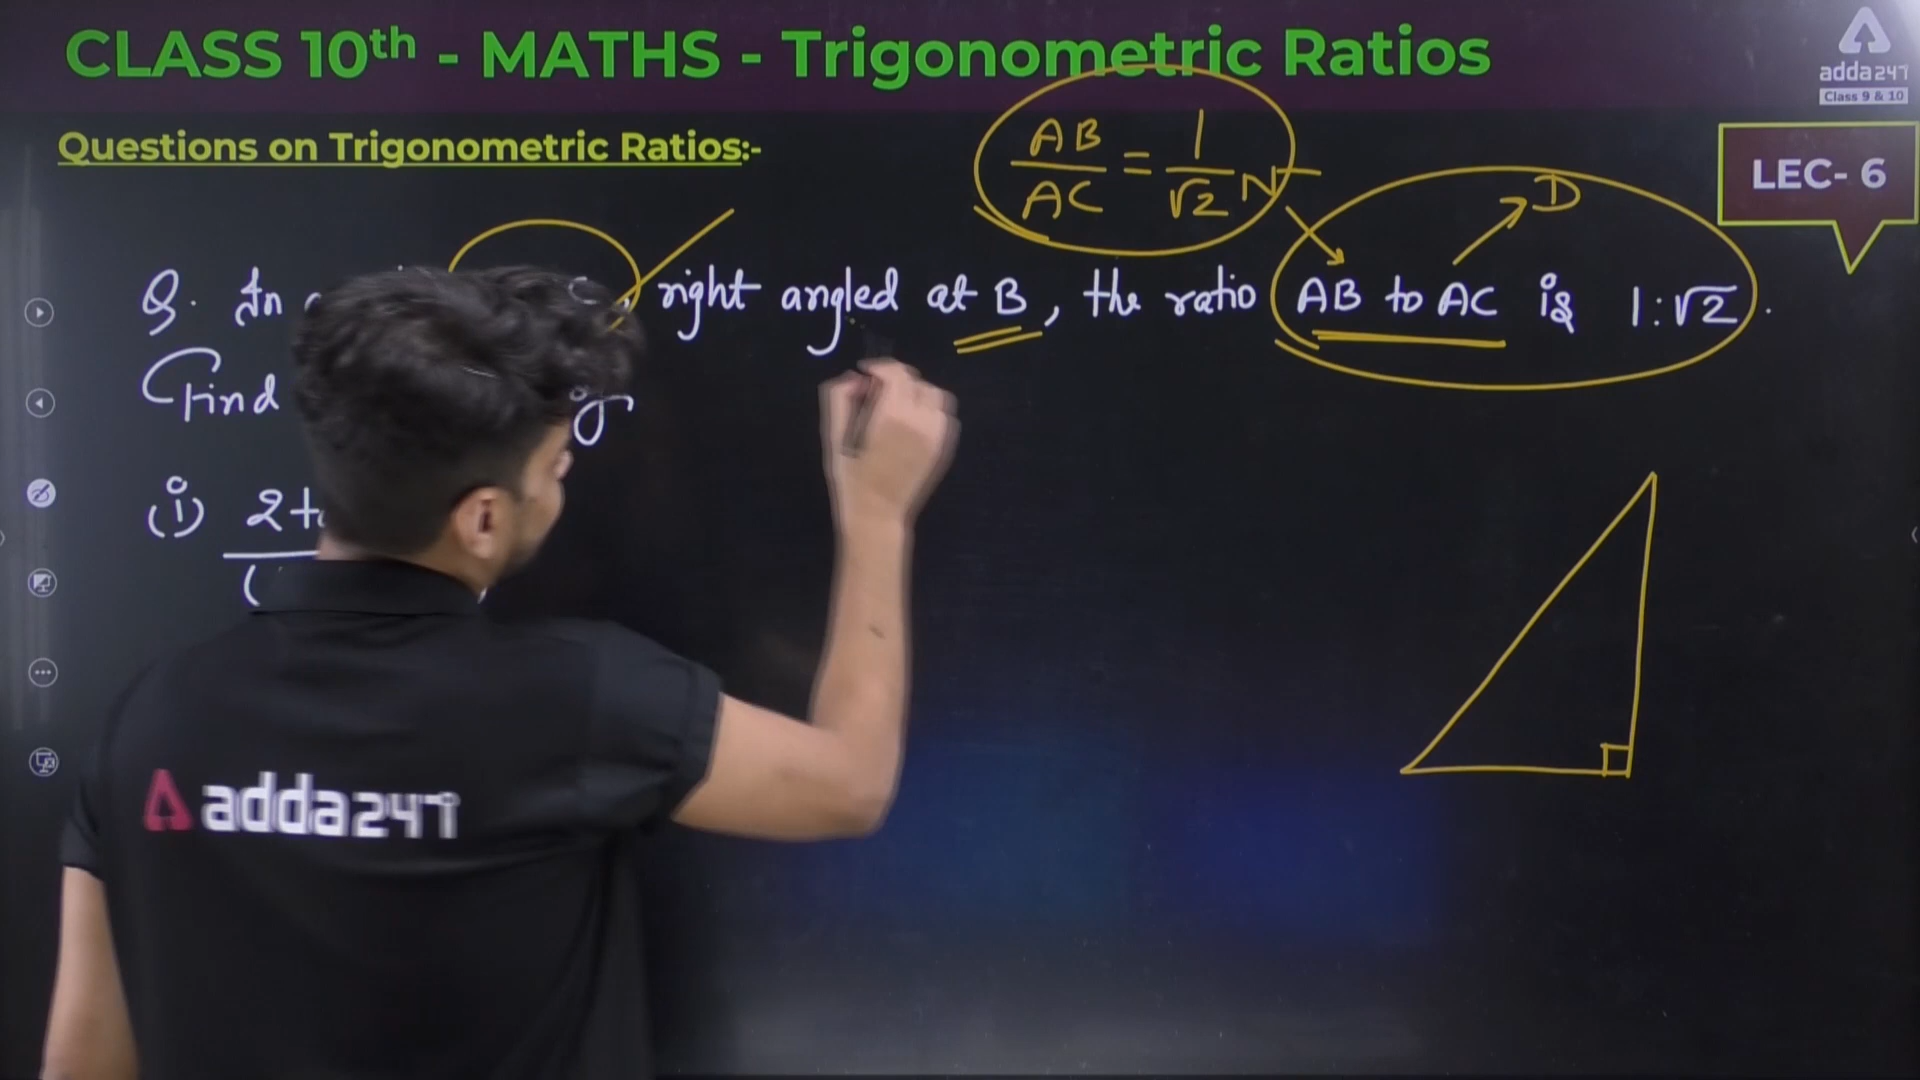 CLASS 10th - MATHS - Trigonometric Ratios
adda247
Class 9 & 10
Questions on Trigonometric Ratios:-
AB/AC = 1/√2
N
D
LEC- 6
Q. In right angled at B, the ratio AB to AC is 1:√2.
Find
(i) 2
(
adda247